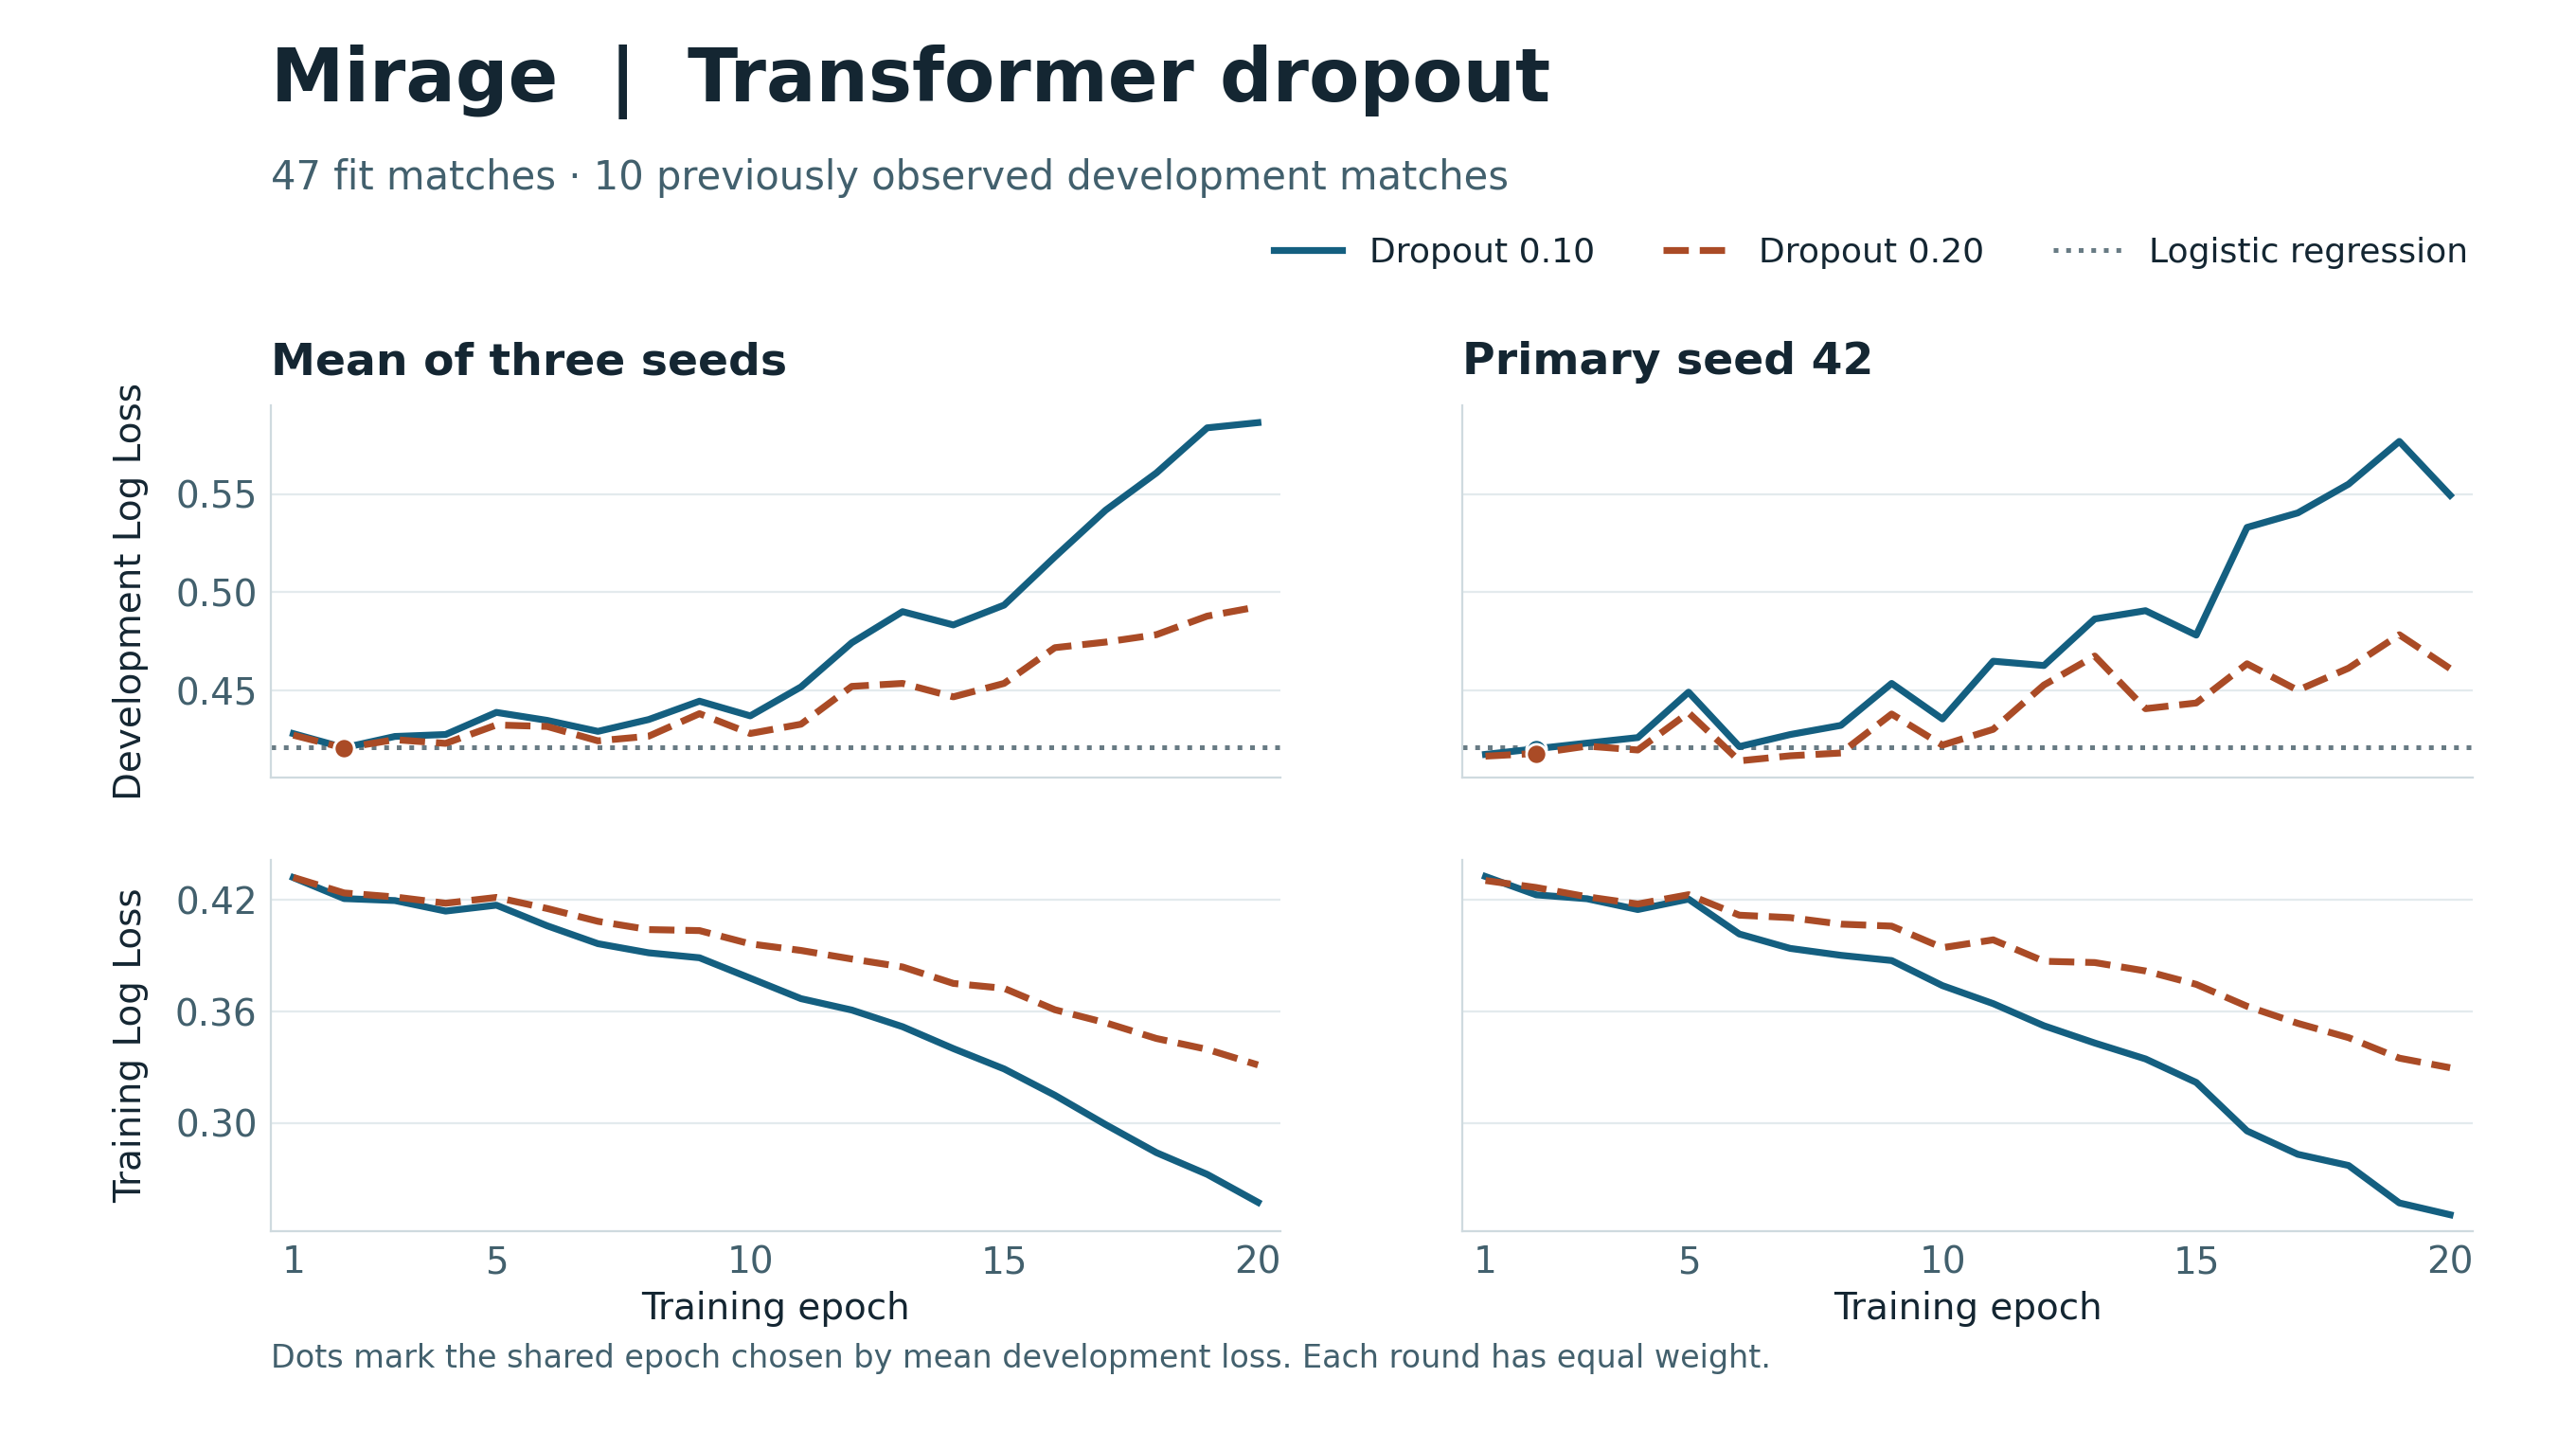 Mirage | Transformer dropout
47 fit matches · 10 previously observed development matches
Dropout 0.10
Dropout 0.20
Logistic regression
Mean of three seeds
Primary seed 42
Development Log Loss
0.55
0.50
0.45
Training Log Loss
0.42
0.36
0.30
1 5 10 15 20
1 5 10 15 20
Training epoch
Training epoch
Dots mark the shared epoch chosen by mean development loss. Each round has equal weight.